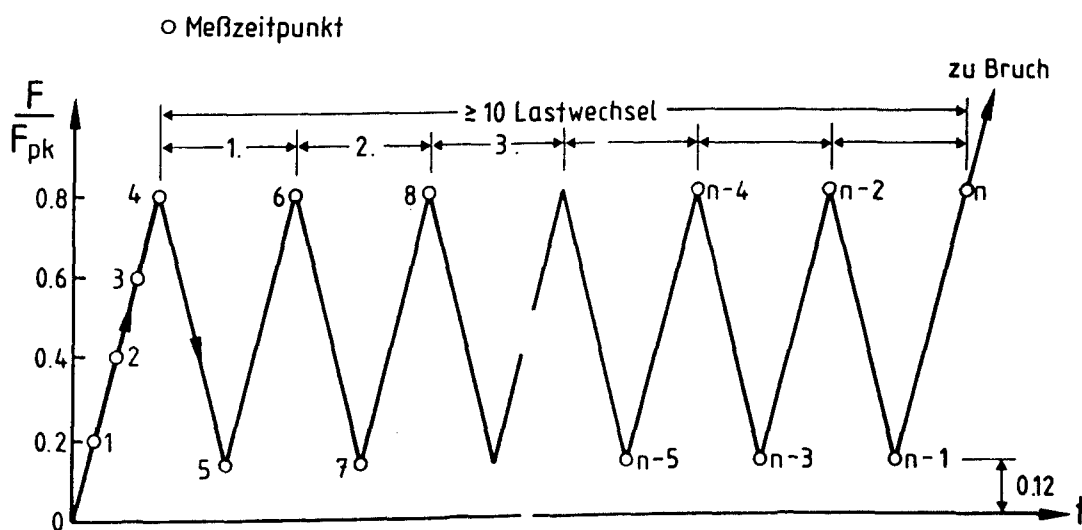 ○ Meßzeitpunkt
zu Bruch
F
F_pk
≥ 10 Lastwechsel
1. 2. 3.
0.8 4 6 8 n-4 n-2 n
0.6 3
0.4 2
0.2 1
5 7 n-5 n-3 n-1
0.12
0 t